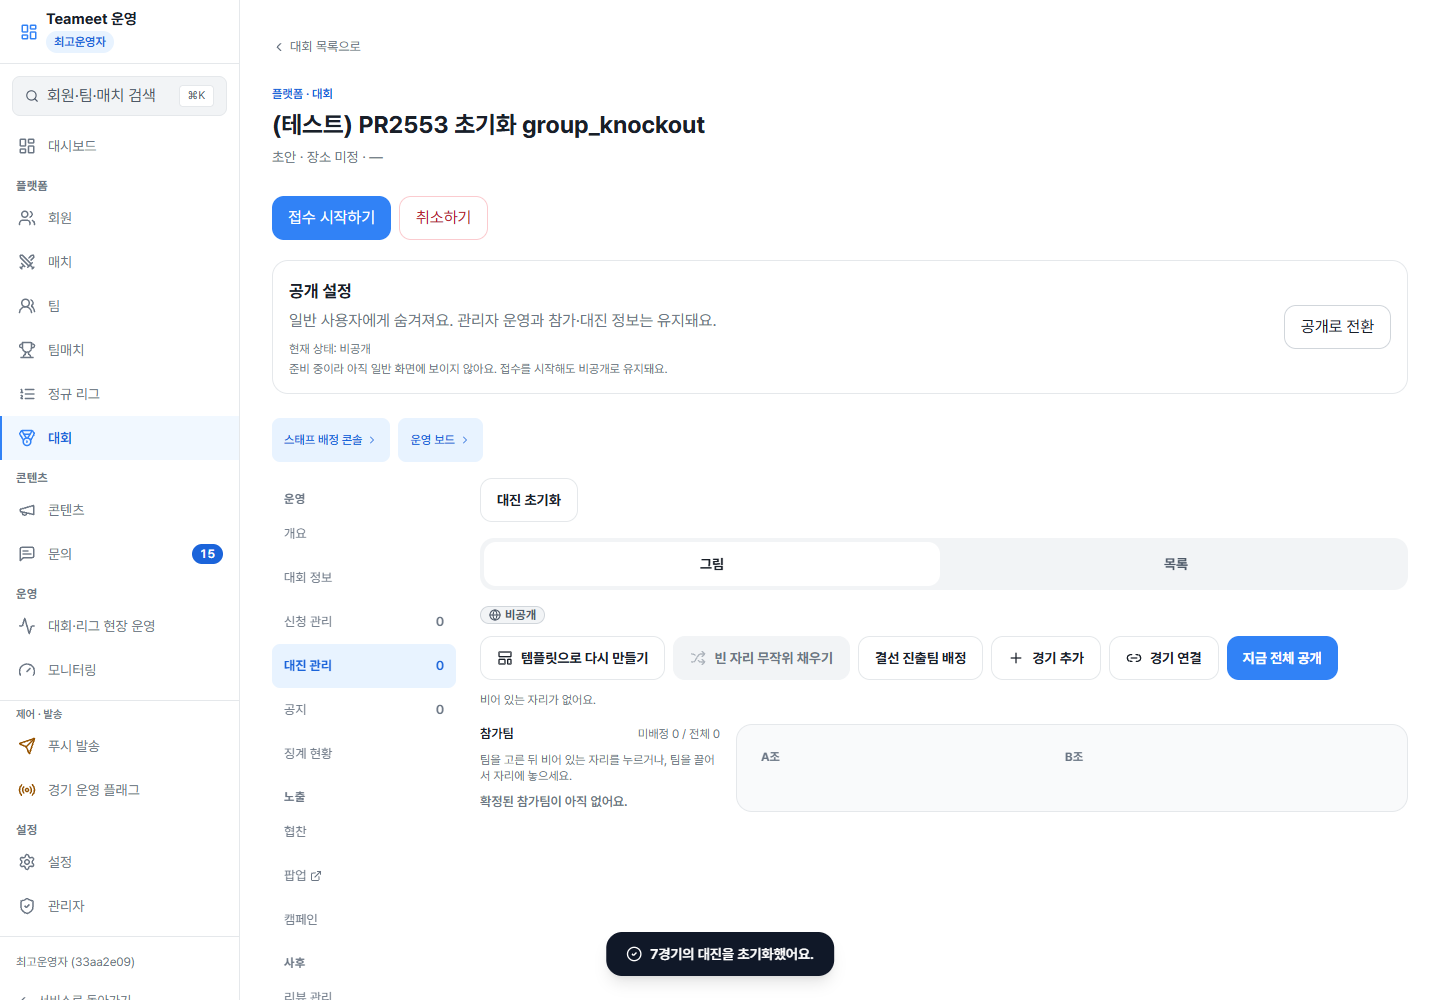 Teameet 운영
최고운영자
회원·팀·매치 검색
⌘K
대시보드
플랫폼
회원
매치
팀
팀매치
정규 리그
대회
콘텐츠
콘텐츠
문의
15
운영
대회·리그 현장 운영
모니터링
제어 · 발송
푸시 발송
경기 운영 플래그
설정
설정
관리자
최고운영자 (33aa2e09)
서비스로 돌아가기
대회 목록으로
플랫폼 · 대회
(테스트) PR2553 초기화 group_knockout
초안 · 장소 미정 · —
접수 시작하기
취소하기
공개 설정
일반 사용자에게 숨겨져요. 관리자 운영과 참가·대진 정보는 유지돼요.
현재 상태: 비공개
준비 중이라 아직 일반 화면에 보이지 않아요. 접수를 시작해도 비공개로 유지돼요.
공개로 전환
스태프 배정 콘솔
운영 보드
운영
개요
대회 정보
신청 관리
0
대진 관리
0
공지
0
징계 현황
노출
협찬
팝업
캠페인
사후
리뷰 관리
대진 초기화
그림
목록
비공개
템플릿으로 다시 만들기
빈 자리 무작위 채우기
결선 진출팀 배정
경기 추가
경기 연결
지금 전체 공개
비어 있는 자리가 없어요.
참가팀
미배정 0 / 전체 0
팀을 고른 뒤 비어 있는 자리를 누르거나, 팀을 끌어
서 자리에 놓으세요.
확정된 참가팀이 아직 없어요.
A조
B조
7경기의 대진을 초기화했어요.